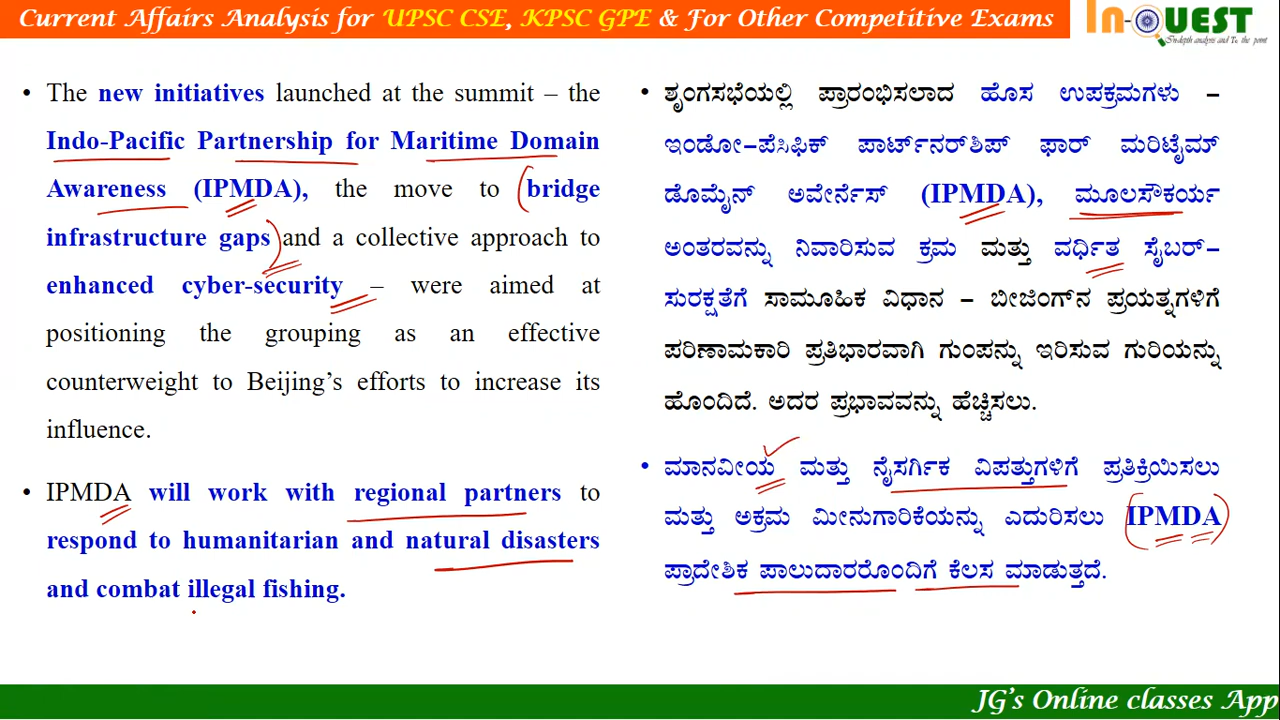 Current Affairs Analysis for UPSC CSE, KPSC GPE & For Other Competitive Exams
In-QUEST
In-depth analysis and To the point
• The new initiatives launched at the summit – the
Indo-Pacific Partnership for Maritime Domain
Awareness (IPMDA), the move to bridge
infrastructure gaps and a collective approach to
enhanced cyber-security – were aimed at
positioning the grouping as an effective
counterweight to Beijing's efforts to increase its
influence.
• IPMDA will work with regional partners to
respond to humanitarian and natural disasters
and combat illegal fishing.
• ಶೃಂಗಸಭೆಯಲ್ಲಿ ಪ್ರಾರಂಭಿಸಲಾದ ಹೊಸ ಉಪಕ್ರಮಗಳು –
ಇಂಡೋ-ಪೆಸಿಫಿಕ್ ಪಾರ್ಟ್ನರ್‌ಶಿಪ್ ಫಾರ್ ಮರಿಟೈಮ್
ಡೊಮೈನ್ ಅವೇರ್ನೆಸ್ (IPMDA), ಮೂಲಸೌಕರ್ಯ
ಅಂತರವನ್ನು ನಿವಾರಿಸುವ ಕ್ರಮ ಮತ್ತು ವರ್ಧಿತ ಸೈಬರ್-
ಸುರಕ್ಷತೆಗೆ ಸಾಮೂಹಿಕ ವಿಧಾನ – ಬೀಜಿಂಗ್‌ನ ಪ್ರಯತ್ನಗಳಿಗೆ
ಪರಿಣಾಮಕಾರಿ ಪ್ರತಿಭಾರವಾಗಿ ಗುಂಪನ್ನು ಇರಿಸುವ ಗುರಿಯನ್ನು
ಹೊಂದಿದೆ. ಅದರ ಪ್ರಭಾವವನ್ನು ಹೆಚ್ಚಿಸಲು.
• ಮಾನವೀಯ ಮತ್ತು ನೈಸರ್ಗಿಕ ವಿಪತ್ತುಗಳಿಗೆ ಪ್ರತಿಕ್ರಿಯಿಸಲು
ಮತ್ತು ಅಕ್ರಮ ಮೀನುಗಾರಿಕೆಯನ್ನು ಎದುರಿಸಲು IPMDA
ಪ್ರಾದೇಶಿಕ ಪಾಲುದಾರರೊಂದಿಗೆ ಕೆಲಸ ಮಾಡುತ್ತದೆ.
JG's Online classes App